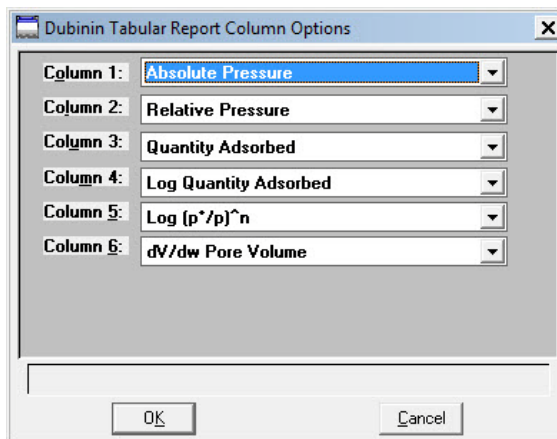 Dubinin Tabular Report Column Options
Column 1: Absolute Pressure
Column 2: Relative Pressure
Column 3: Quantity Adsorbed
Column 4: Log Quantity Adsorbed
Column 5: Log (p°/p)^n
Column 6: dV/dw Pore Volume
OK Cancel